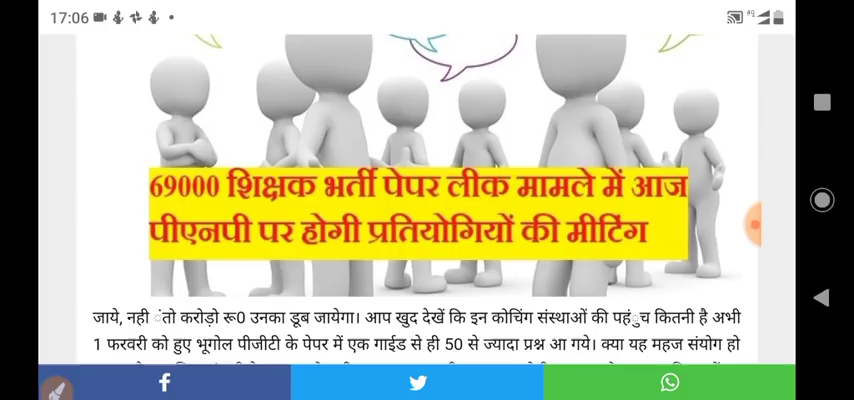 17:06
4G
69000 शिक्षक भर्ती पेपर लीक मामले में आज
पीएनपी पर होगी प्रतियोगियों की मीटिंग
जाये, नही ंतो करोड़ो रू0 उनका डूब जायेगा। आप खुद देखें कि इन कोचिंग संस्थाओं की पहंुच कितनी है अभी
1 फरवरी को हुए भूगोल पीजीटी के पेपर में एक गाईड से ही 50 से ज्यादा प्रश्न आ गये। क्या यह महज संयोग हो